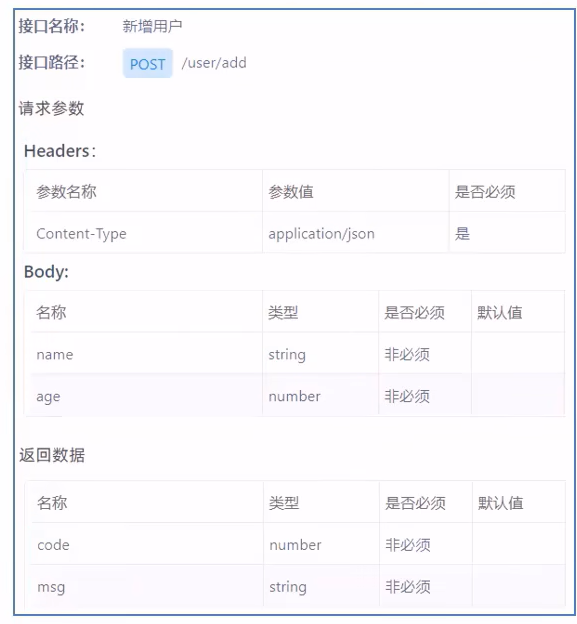 接口名称： 新增用户
接口路径： POST /user/add
请求参数
Headers：
参数名称 参数值 是否必须
Content-Type application/json 是
Body:
名称 类型 是否必须 默认值
name string 非必须
age number 非必须
返回数据
名称 类型 是否必须 默认值
code number 非必须
msg string 非必须